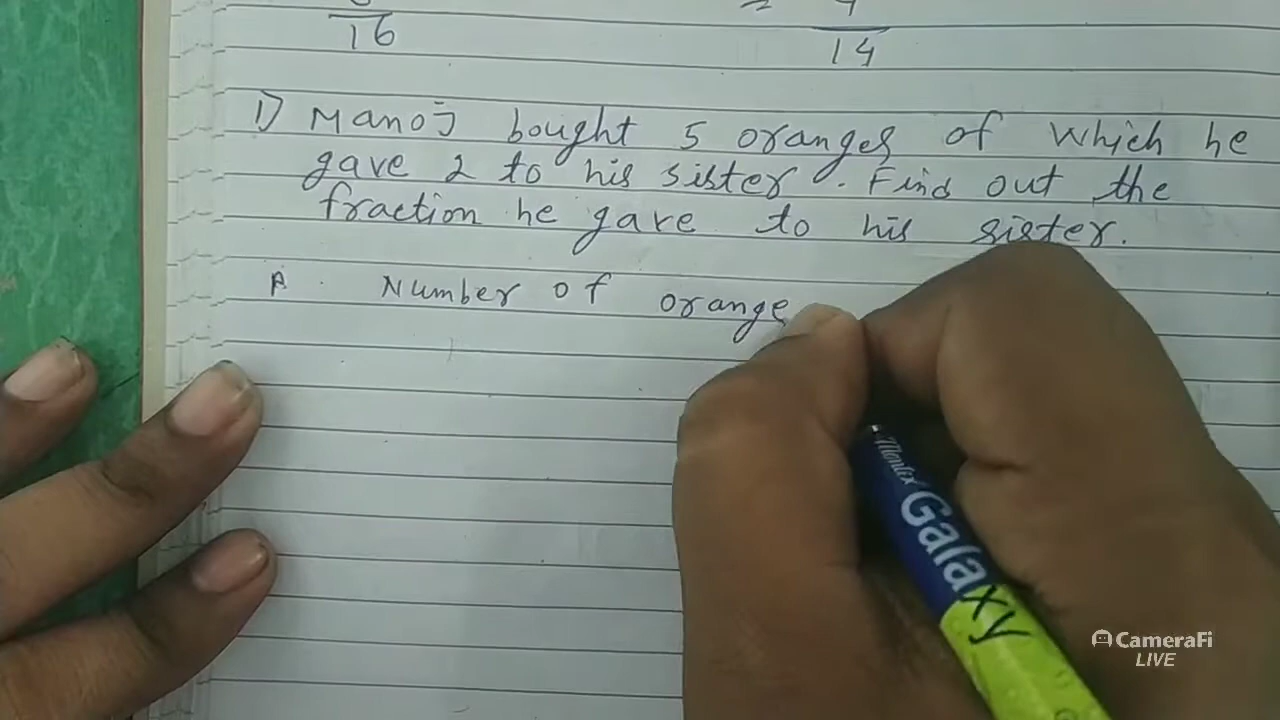 16
14
1) Manoj bought 5 oranges of which he
gave 2 to his sister. Find out the
fraction he gave to his sister.
A. Number of orange
Montex
Galaxy
CameraFi
LIVE